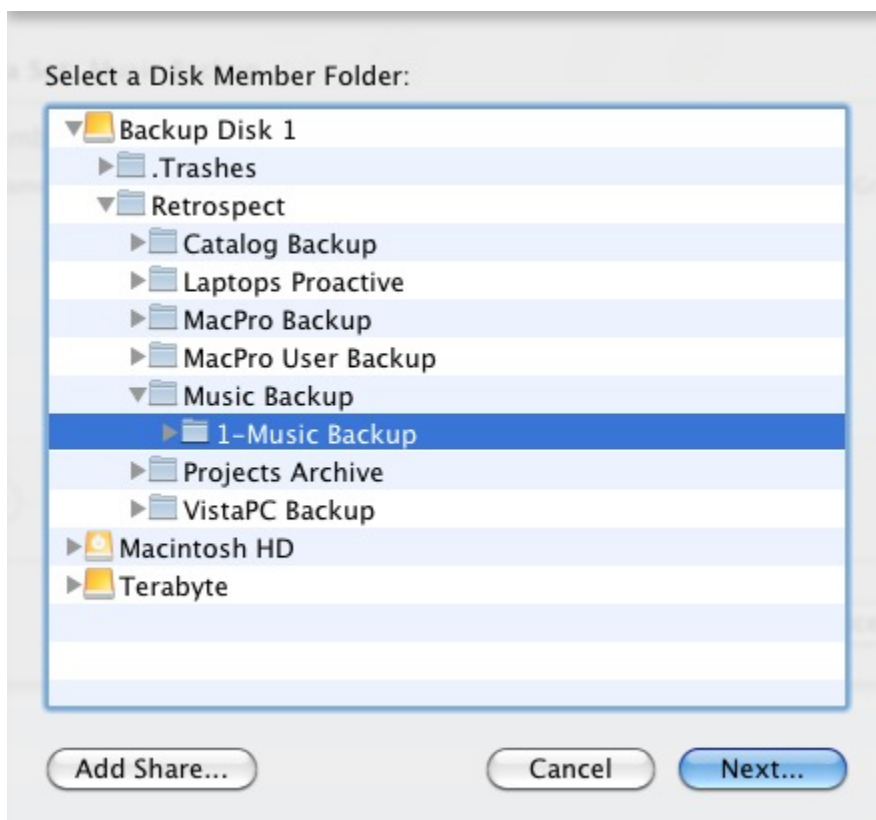 Select a Disk Member Folder:
Backup Disk 1
.Trashes
Retrospect
Catalog Backup
Laptops Proactive
MacPro Backup
MacPro User Backup
Music Backup
1-Music Backup
Projects Archive
VistaPC Backup
Macintosh HD
Terabyte
Add Share... Cancel Next...